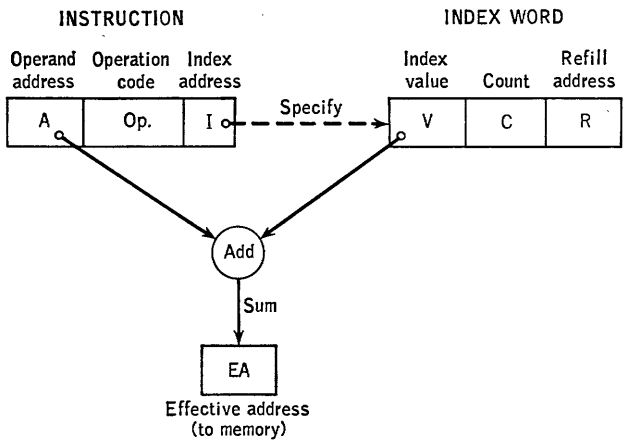 INSTRUCTION
INDEX WORD
Operand address
Operation code
Index address
Index value
Count
Refill address
A
Op.
I
Specify
V
C
R
Add
Sum
EA
Effective address
(to memory)